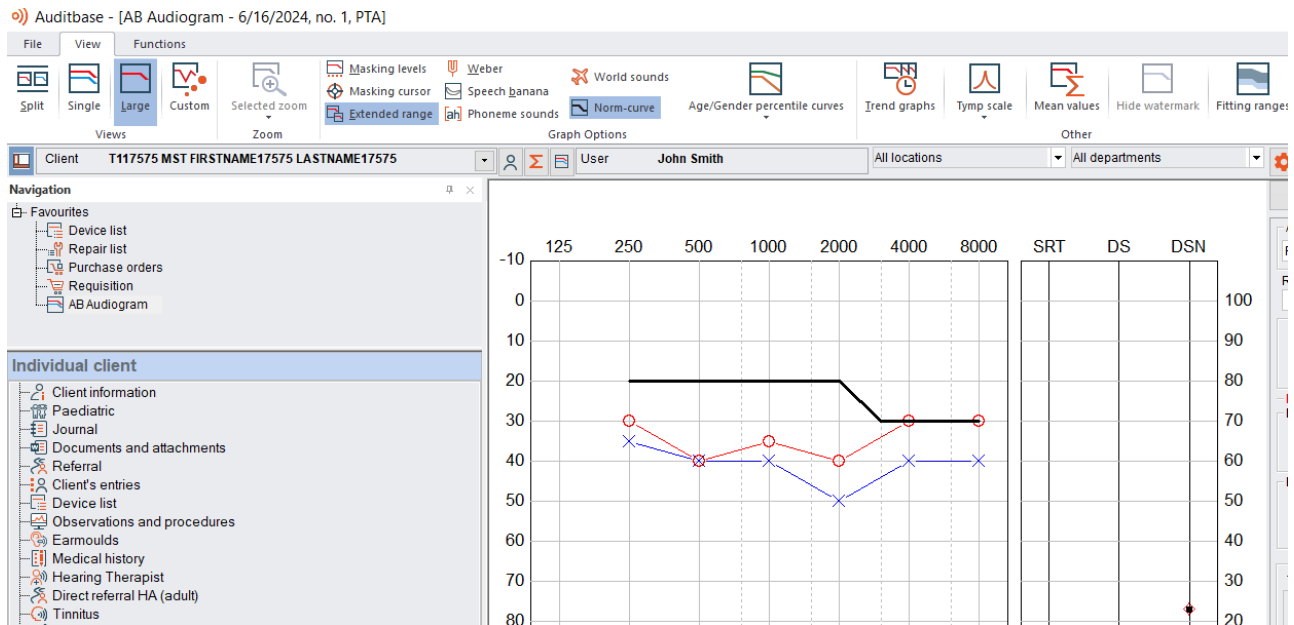 Auditbase - [AB Audiogram - 6/16/2024, no. 1, PTA]
File View Functions
Split Single Large Custom
Views
Selected zoom
Zoom
Masking levels Weber
Masking cursor Speech banana
Extended range [ah] Phoneme sounds
World sounds
Norm-curve
Age/Gender percentile curves
Graph Options
Trend graphs Tymp scale Mean values Hide watermark Fitting ranges
Other
Client T117575 MST FIRSTNAME17575 LASTNAME17575 User John Smith All locations All departments
Navigation
Favourites
Device list
Repair list
Purchase orders
Requisition
AB Audiogram
Individual client
Client information
Paediatric
Journal
Documents and attachments
Referral
Client's entries
Device list
Observations and procedures
Earmoulds
Medical history
Hearing Therapist
Direct referral HA (adult)
Tinnitus
125 250 500 1000 2000 4000 8000 SRT DS DSN
-10
0 100
10 90
20 80
30 70
40 60
50 50
60 40
70 30
80 20